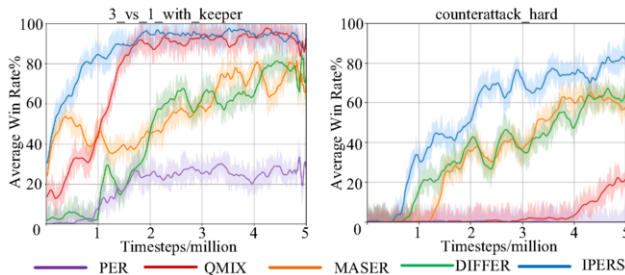 3_vs_1_with_keeper
counterattack_hard
Average Win Rate%
100
80
60
40
20
0
1
2
3
4
5
Timesteps/million
Average Win Rate%
100
80
60
40
20
0
1
2
3
4
5
Timesteps/million
PER
QMIX
MASER
DIFFER
IPERS